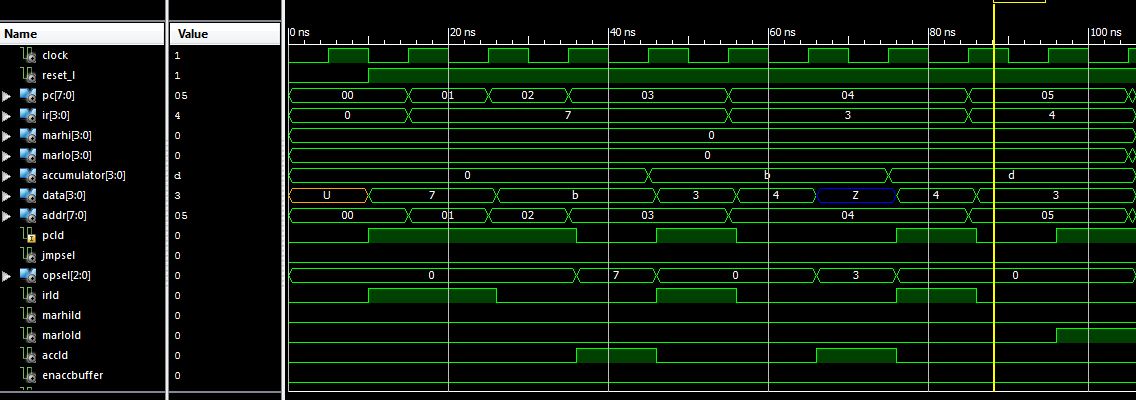 Name Value
0 ns 20 ns 40 ns 60 ns 80 ns 100 ns
clock 1
reset_l 1
pc[7:0] 05 00 01 02 03 04 05
ir[3:0] 4 0 7 3 4
marhi[3:0] 0 0
marlo[3:0] 0 0
accumulator[3:0] d 0 b d
data[3:0] 3 U 7 b 3 4 Z 4 3
addr[7:0] 05 00 01 02 03 04 05
pcld 0
jmpsel 0
opsel[2:0] 0 0 7 0 3 0
irld 0
marhild 0
marlold 0
accld 0
enaccbuffer 0